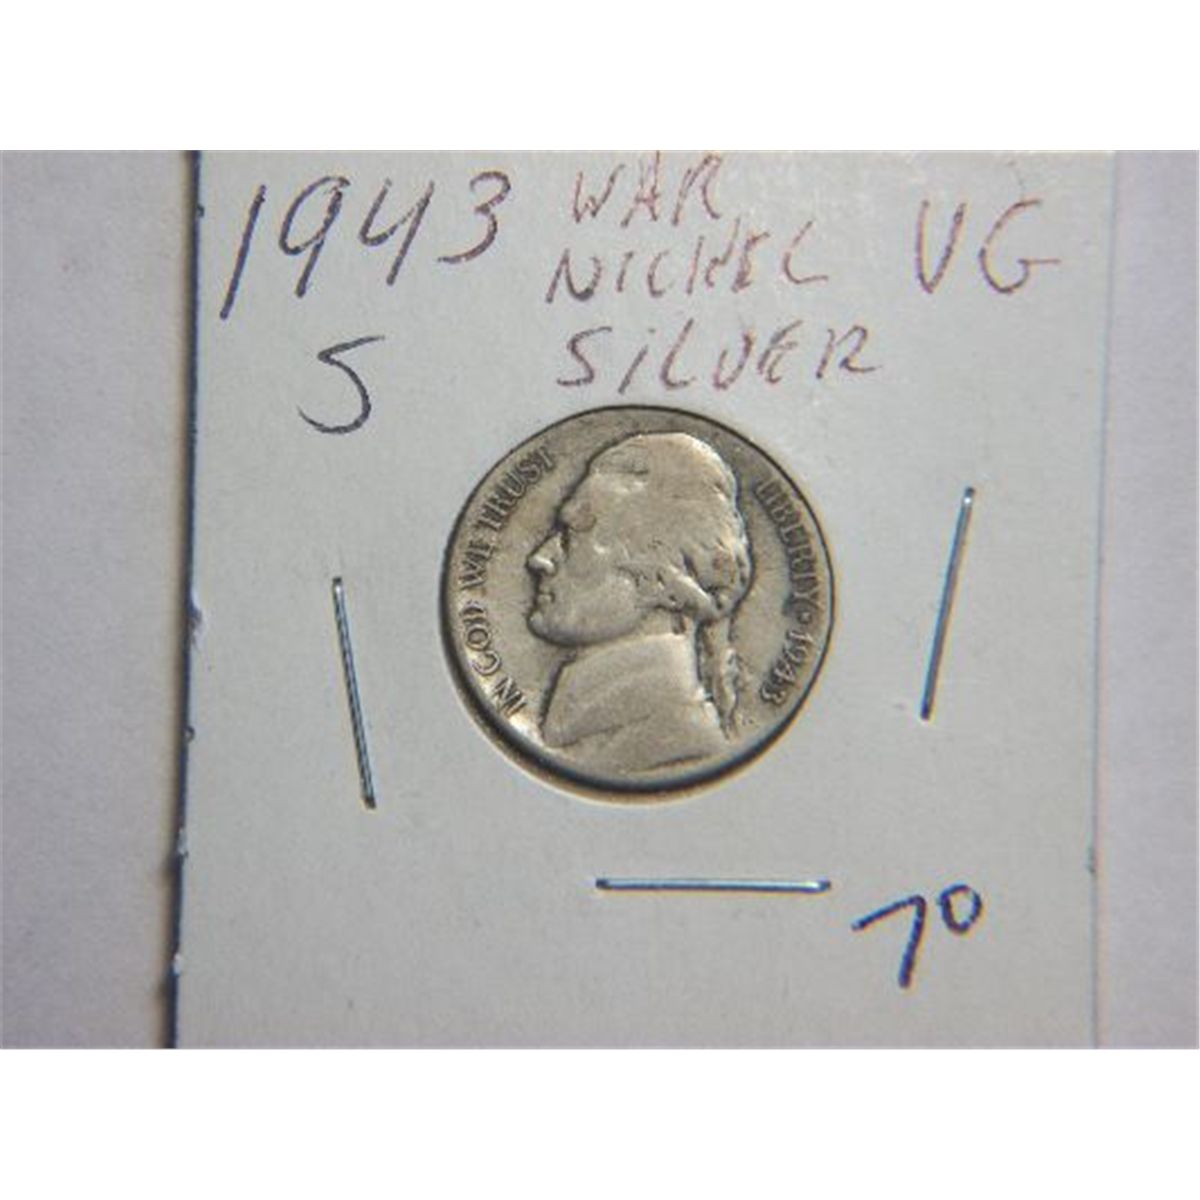 1943 WAR NICKEL SILVER VG
S
IN GOD WE TRUST
LIBERTY * 1943
70